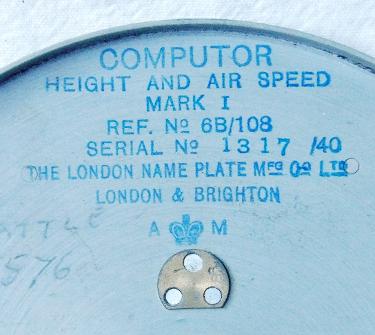 COMPUTOR
HEIGHT AND AIR SPEED
MARK I
REF. Nº 6B/108
SERIAL Nº 1317 /40
THE LONDON NAME PLATE MFG Cº LTD
LONDON & BRIGHTON
A M
576